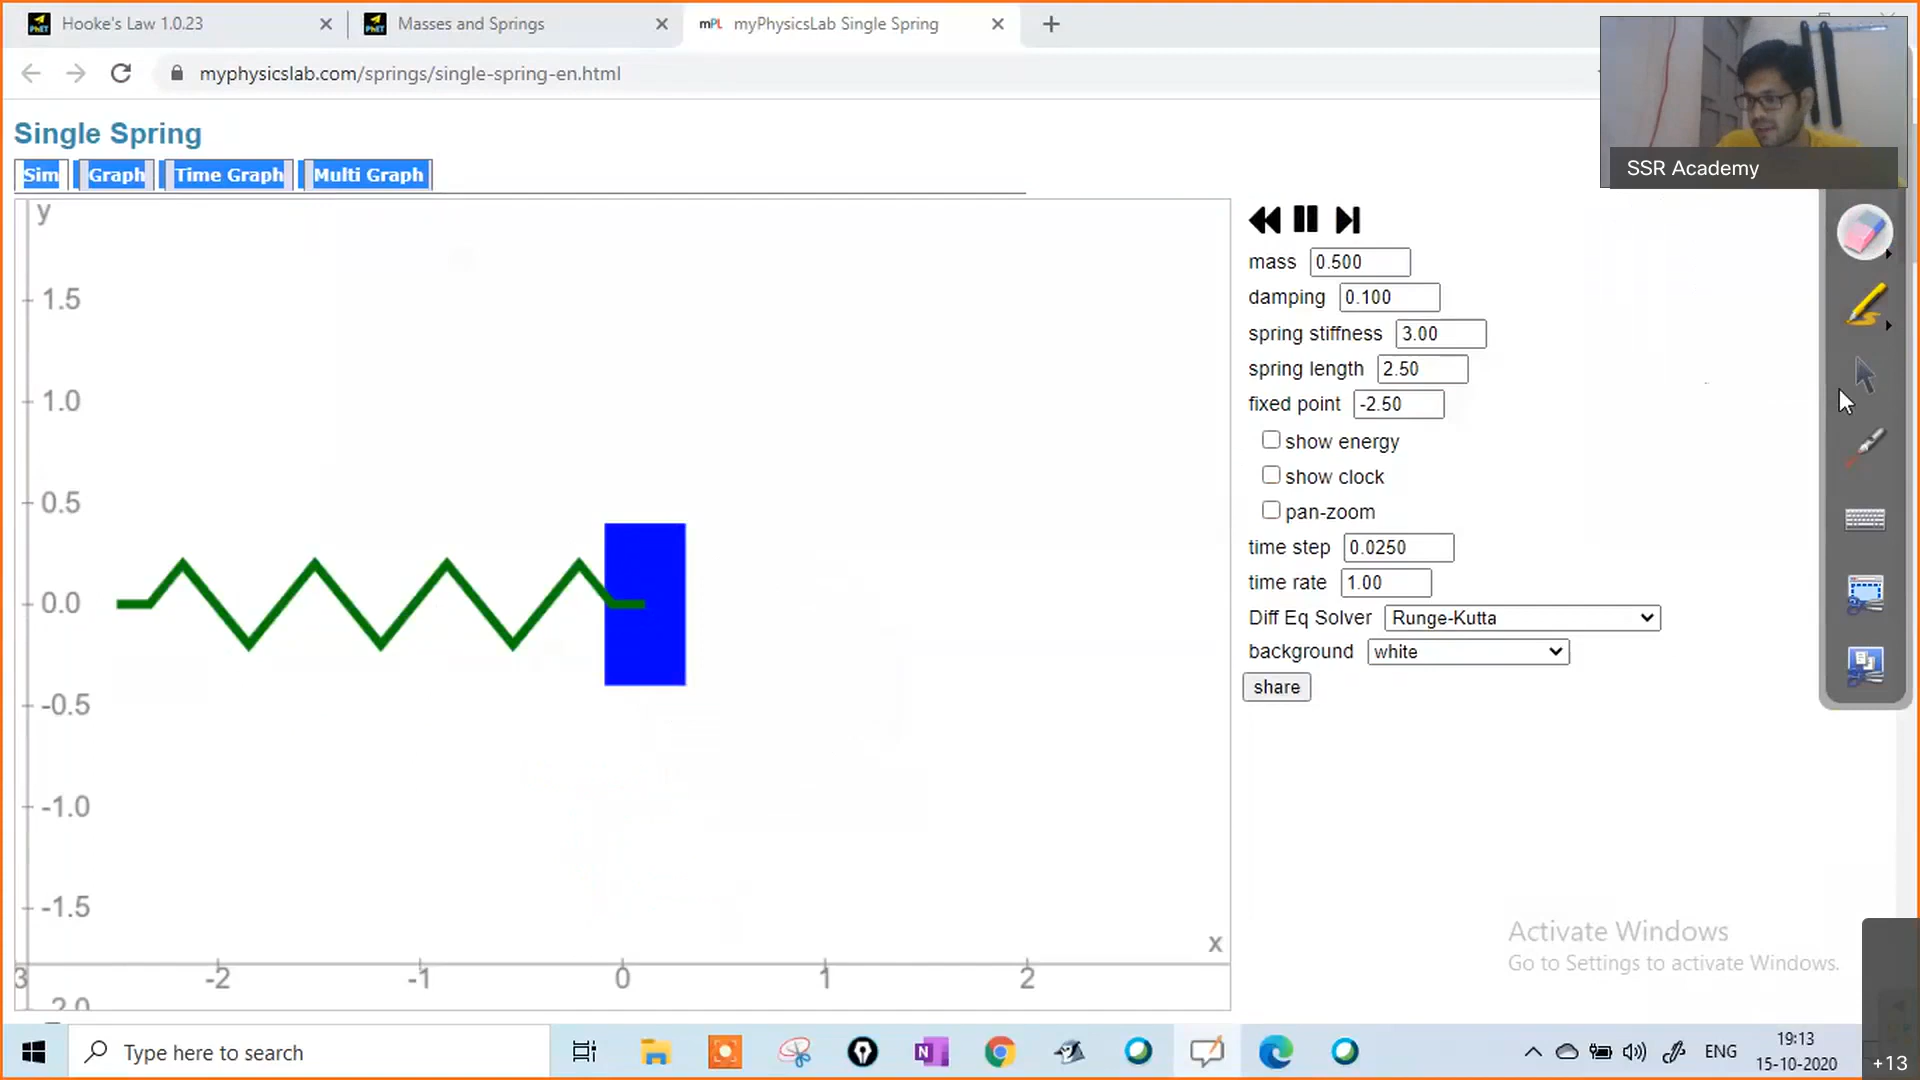 Hooke's Law 1.0.23
Masses and Springs
mPL myPhysicsLab Single Spring
myphysicslab.com/springs/single-spring-en.html
SSR Academy
Single Spring
Sim Graph Time Graph Multi Graph
y
1.5
1.0
0.5
0.0
-0.5
-1.0
-1.5
x
3 -2 -1 0 1 2
mass 0.500
damping 0.100
spring stiffness 3.00
spring length 2.50
fixed point -2.50
show energy
show clock
pan-zoom
time step 0.0250
time rate 1.00
Diff Eq Solver Runge-Kutta
background white
share
Activate Windows
Go to Settings to activate Windows.
Type here to search
ENG
19:13
15-10-2020
+13